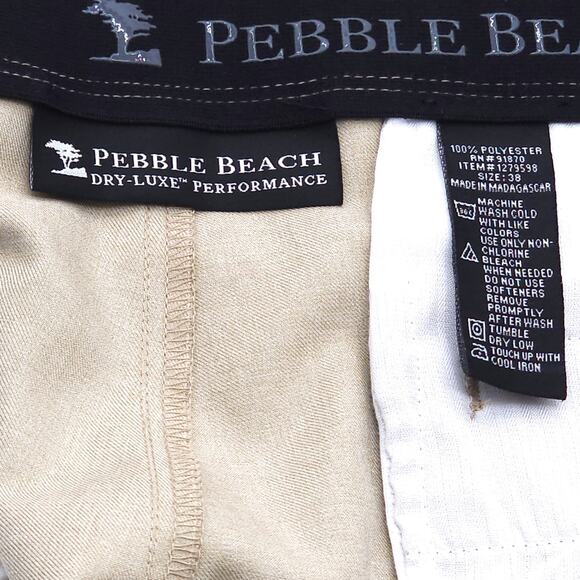 PEBBLE BEA
PEBBLE BEACH
DRY-LUXE™ PERFORMANCE
100% POLYESTER
RN#91870
ITEM#1279598
SIZE: 38
MADE IN MADAGASCAR
MACHINE
WASH COLD
WITH LIKE
COLORS
USE ONLY NON-
CHLORINE
BLEACH
WHEN NEEDED
DO NOT USE
SOFTENERS
REMOVE
PROMPTLY
AFTER WASH
TUMBLE
DRY LOW
TOUCH UP WITH
COOL IRON